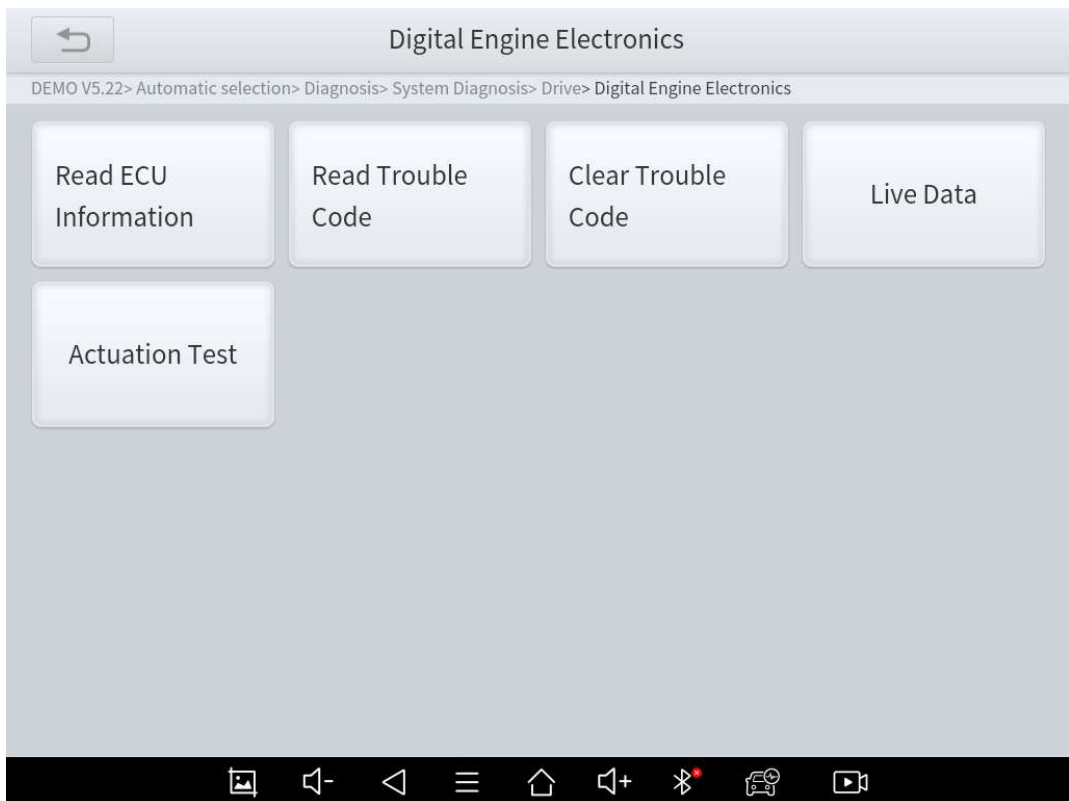 Digital Engine Electronics
DEMO V5.22> Automatic selection> Diagnosis> System Diagnosis> Drive> Digital Engine Electronics
Read ECU
Information
Read Trouble
Code
Clear Trouble
Code
Live Data
Actuation Test